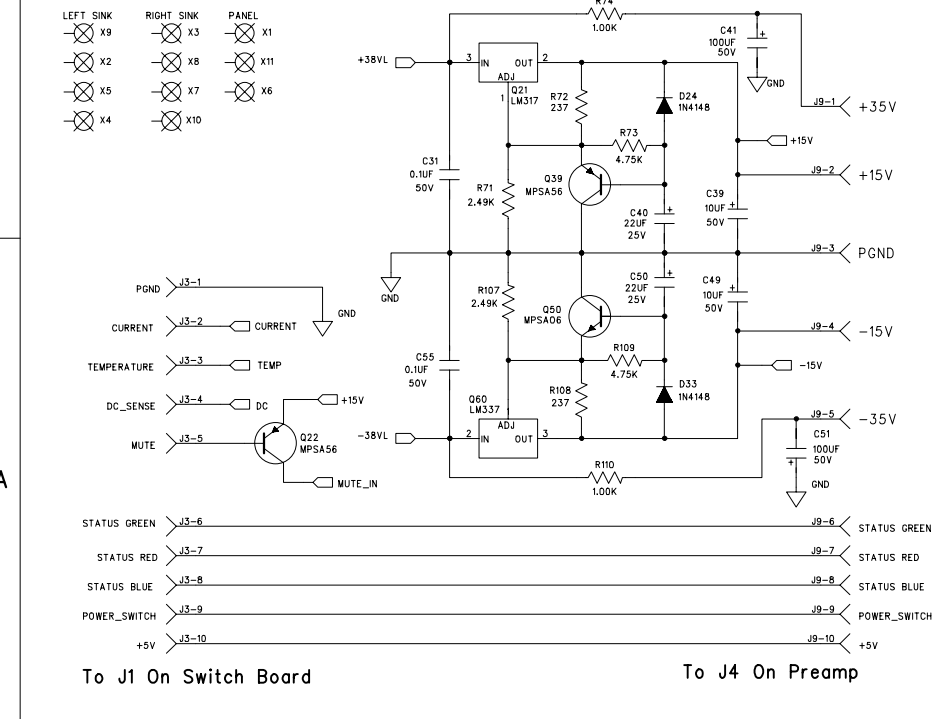 LEFT SINK RIGHT SINK PANEL
X9 X3 X1
X2 X8 X11
X5 X7 X6
X4 X10
R74
1.00K
C41
100UF
50V
+
GND
+38VL
3 IN OUT 2
ADJ
1
Q21
LM317
R72
237
D24
1N4148
J9-1 +35V
+15V
R73
4.75K
J9-2 +15V
C31
0.1UF
50V
R71
2.49K
Q39
MPSA56
C40
22UF
25V
+
C39
10UF
50V
+
J9-3 PGND
GND
R107
2.49K
Q50
MPSA06
C50
22UF
25V
+
C49
10UF
50V
+
J9-4 -15V
-15V
C55
0.1UF
50V
R109
4.75K
R108
237
D33
1N4148
Q60
LM337
ADJ
-38VL
2 IN OUT 3
J9-5 -35V
C51
100UF
50V
+
GND
R110
1.00K
PGND J3-1
GND
CURRENT J3-2 CURRENT
TEMPERATURE J3-3 TEMP
DC_SENSE J3-4 DC
+15V
MUTE J3-5
Q22
MPSA56
MUTE_IN
A
STATUS GREEN J3-6 J9-6 STATUS GREEN
STATUS RED J3-7 J9-7 STATUS RED
STATUS BLUE J3-8 J9-8 STATUS BLUE
POWER_SWITCH J3-9 J9-9 POWER_SWITCH
+5V J3-10 J9-10 +5V
To J1 On Switch Board
To J4 On Preamp